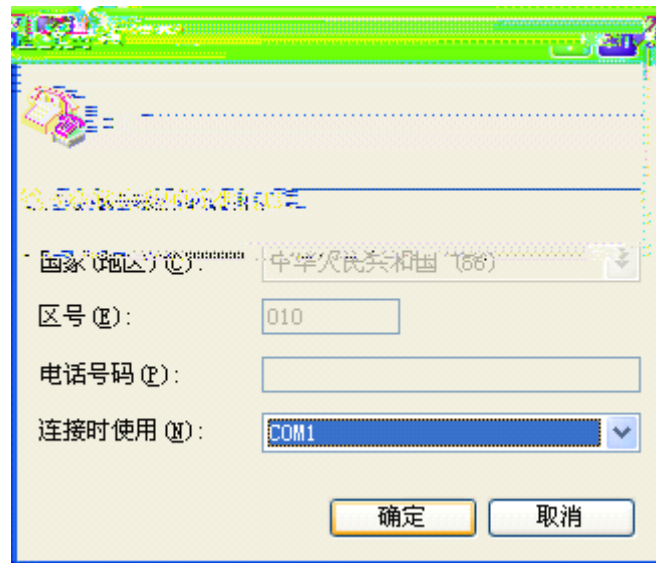 国家(地区)(C): 中华人民共和国 (86)
区号(E): 010
电话号码(P):
连接时使用(N): COM1
确定 取消